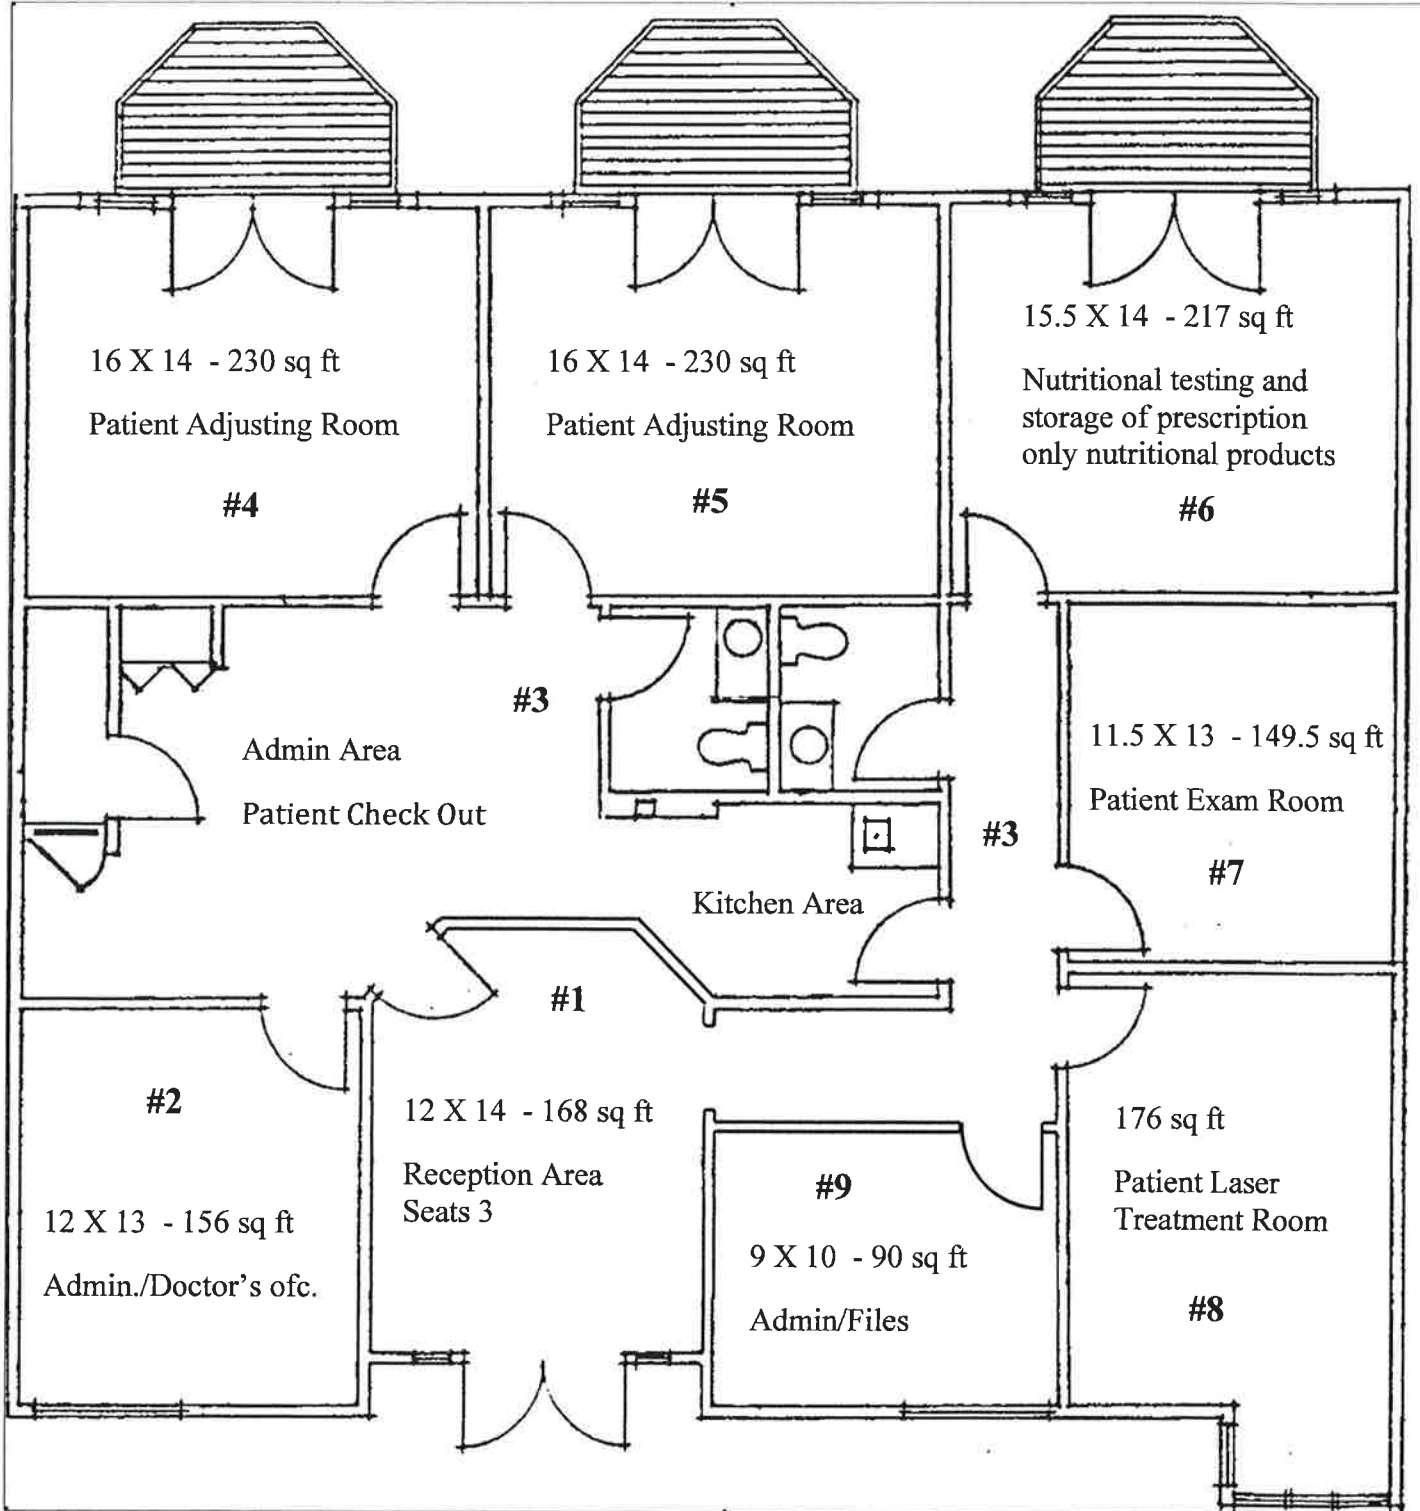 16 X 14 - 230 sq ft
Patient Adjusting Room
#4
16 X 14 - 230 sq ft
Patient Adjusting Room
#5
15.5 X 14 - 217 sq ft
Nutritional testing and
storage of prescription
only nutritional products
#6
#3
Admin Area
Patient Check Out
Kitchen Area
#3
11.5 X 13 - 149.5 sq ft
Patient Exam Room
#7
#2
12 X 13 - 156 sq ft
Admin./Doctor's ofc.
#1
12 X 14 - 168 sq ft
Reception Area
Seats 3
#9
9 X 10 - 90 sq ft
Admin/Files
176 sq ft
Patient Laser
Treatment Room
#8